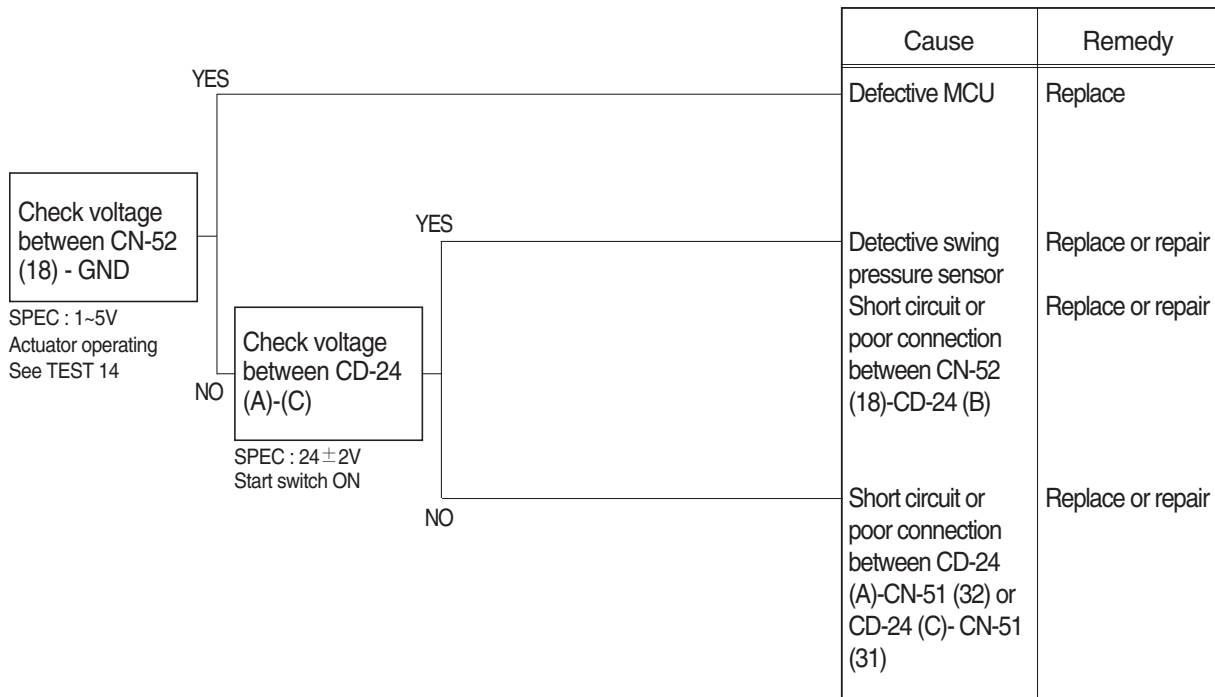 Cause Remedy
YES
Defective MCU Replace
Check voltage
between CN-52
(18) - GND
SPEC : 1~5V
Actuator operating
See TEST 14
YES
Detective swing Replace or repair
pressure sensor
Short circuit or Replace or repair
poor connection
between CN-52
(18)-CD-24 (B)
NO
Check voltage
between CD-24
(A)-(C)
SPEC : 24±2V
Start switch ON
NO
Short circuit or Replace or repair
poor connection
between CD-24
(A)-CN-51 (32) or
CD-24 (C)- CN-51
(31)